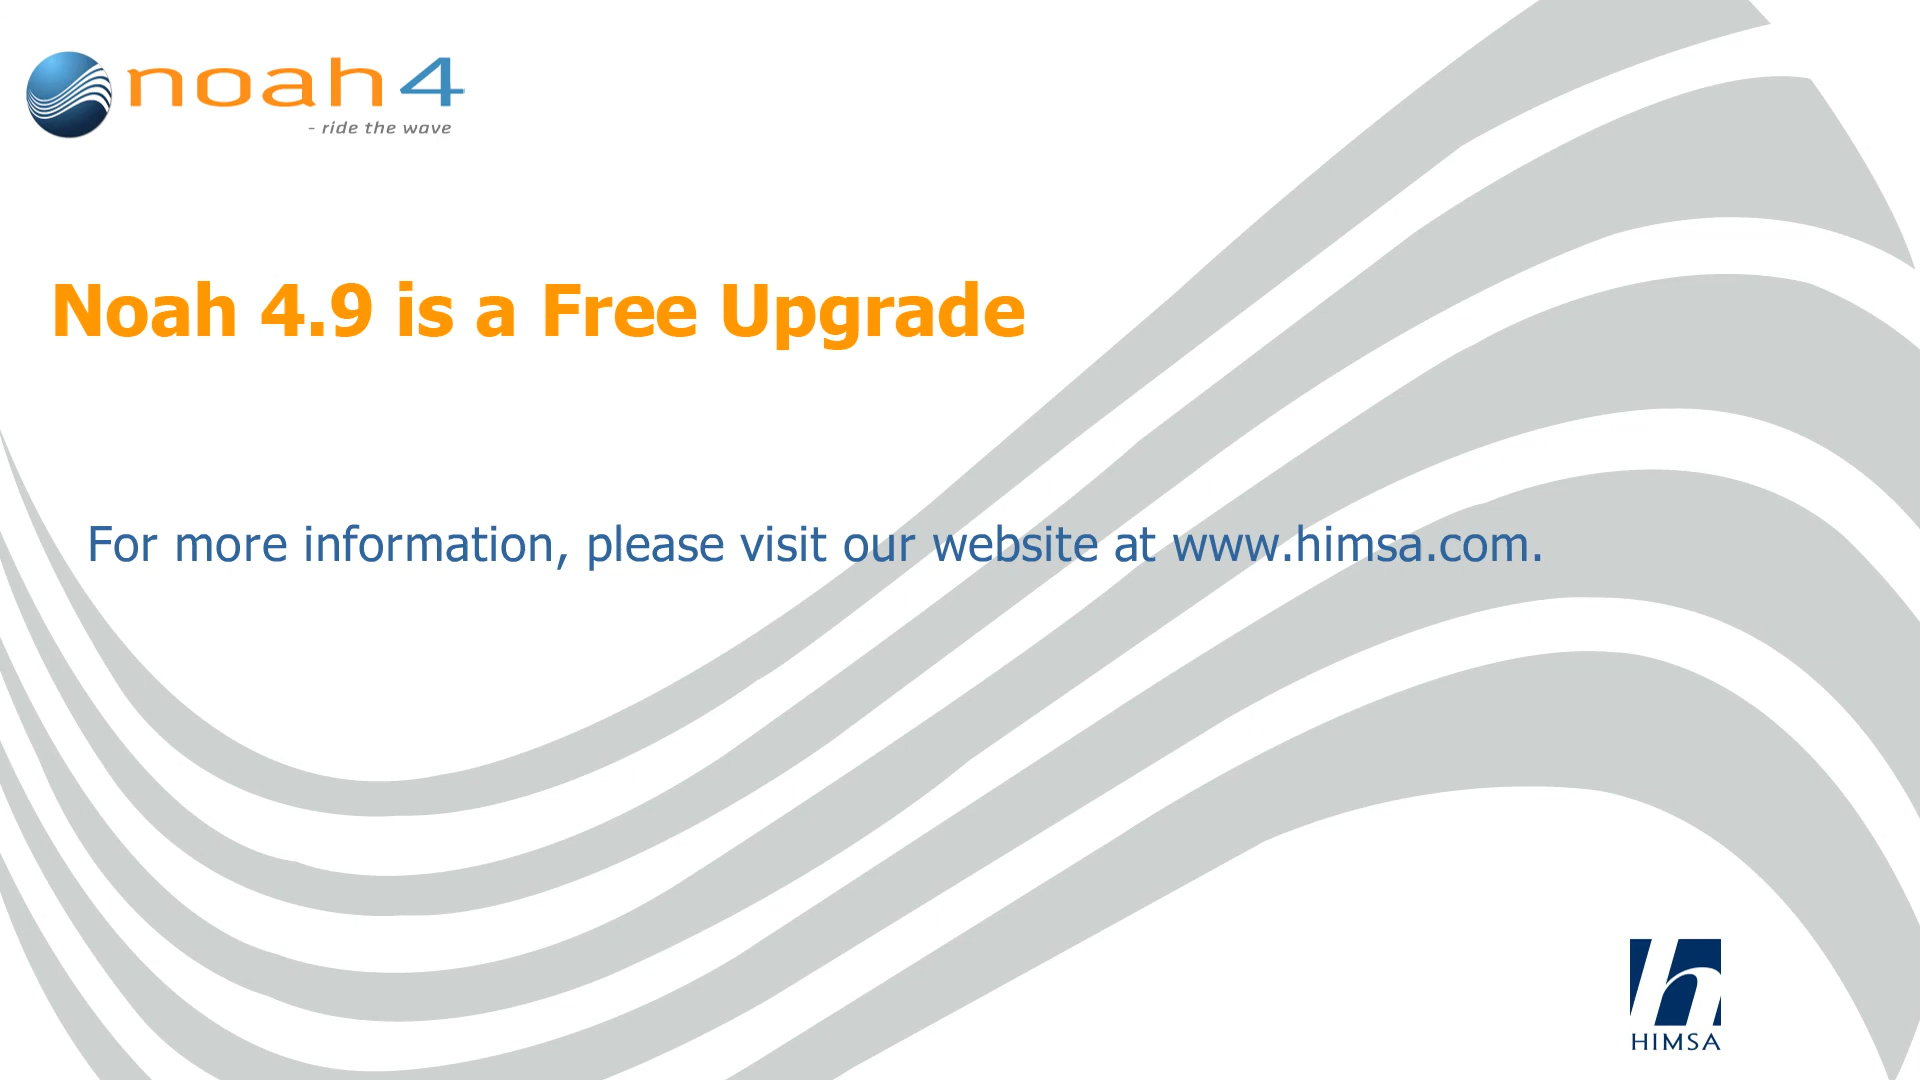 noah4
- ride the wave
Noah 4.9 is a Free Upgrade
For more information, please visit our website at www.himsa.com.
HIMSA